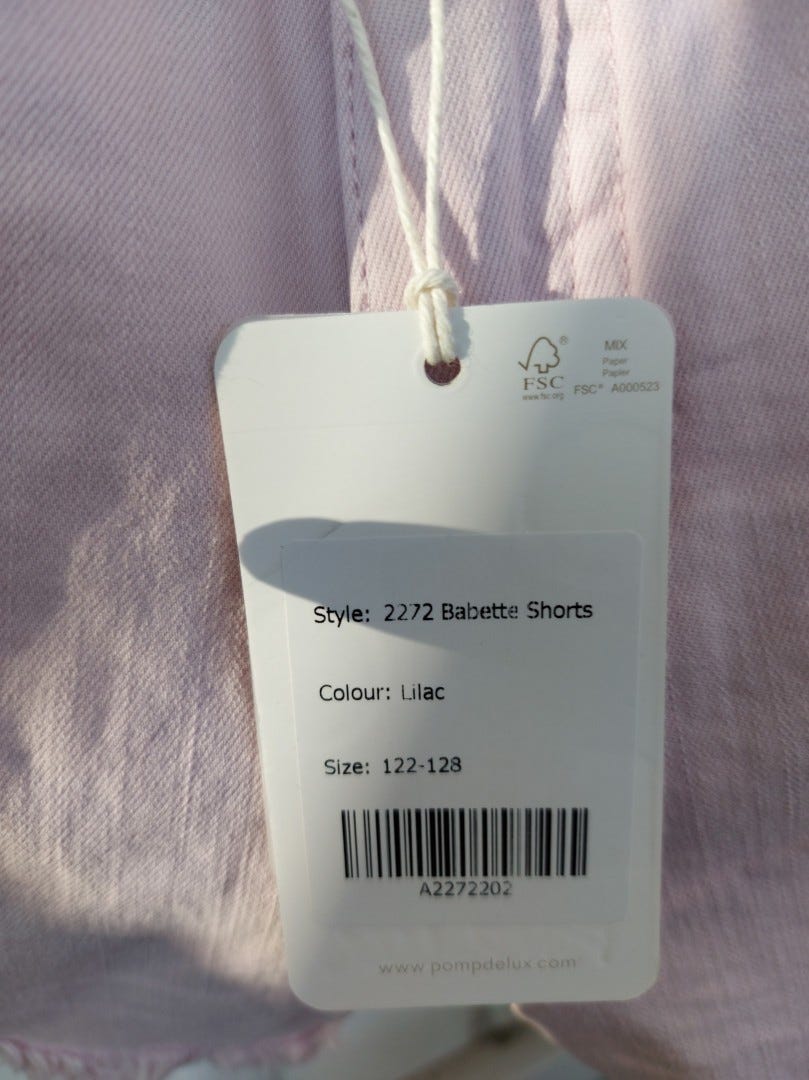 MIX
Paper
Papier
FSC® A000523
®
FSC
www.fsc.org
Style: 2272 Babette Shorts
Colour: Lilac
Size: 122-128
A2272202
www.pompdelux.com